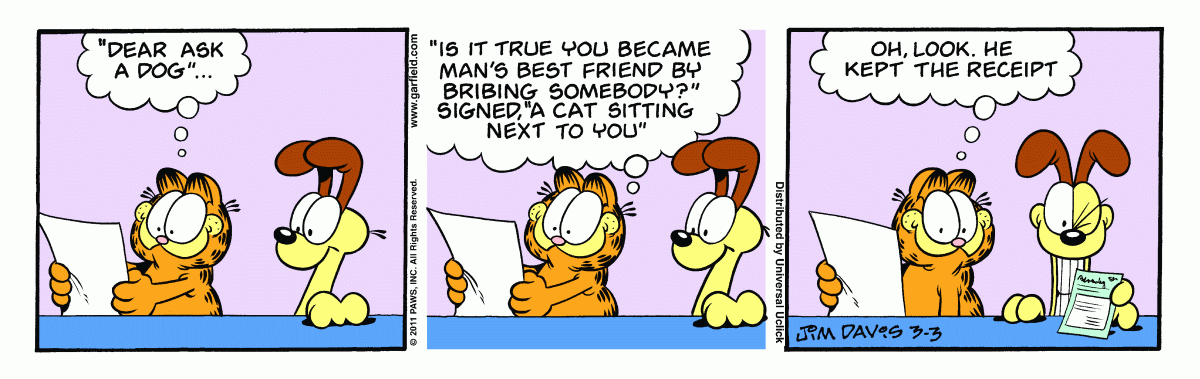 "DEAR ASK
A DOG"...
www.garfield.com
© 2011 PAWS, INC. All Rights Reserved.
"IS IT TRUE YOU BECAME
MAN'S BEST FRIEND BY
BRIBING SOMEBODY?"
SIGNED, "A CAT SITTING
NEXT TO YOU"
Distributed by Universal Uclick
OH, LOOK. HE
KEPT THE RECEIPT
JIM DAVIS 3-3